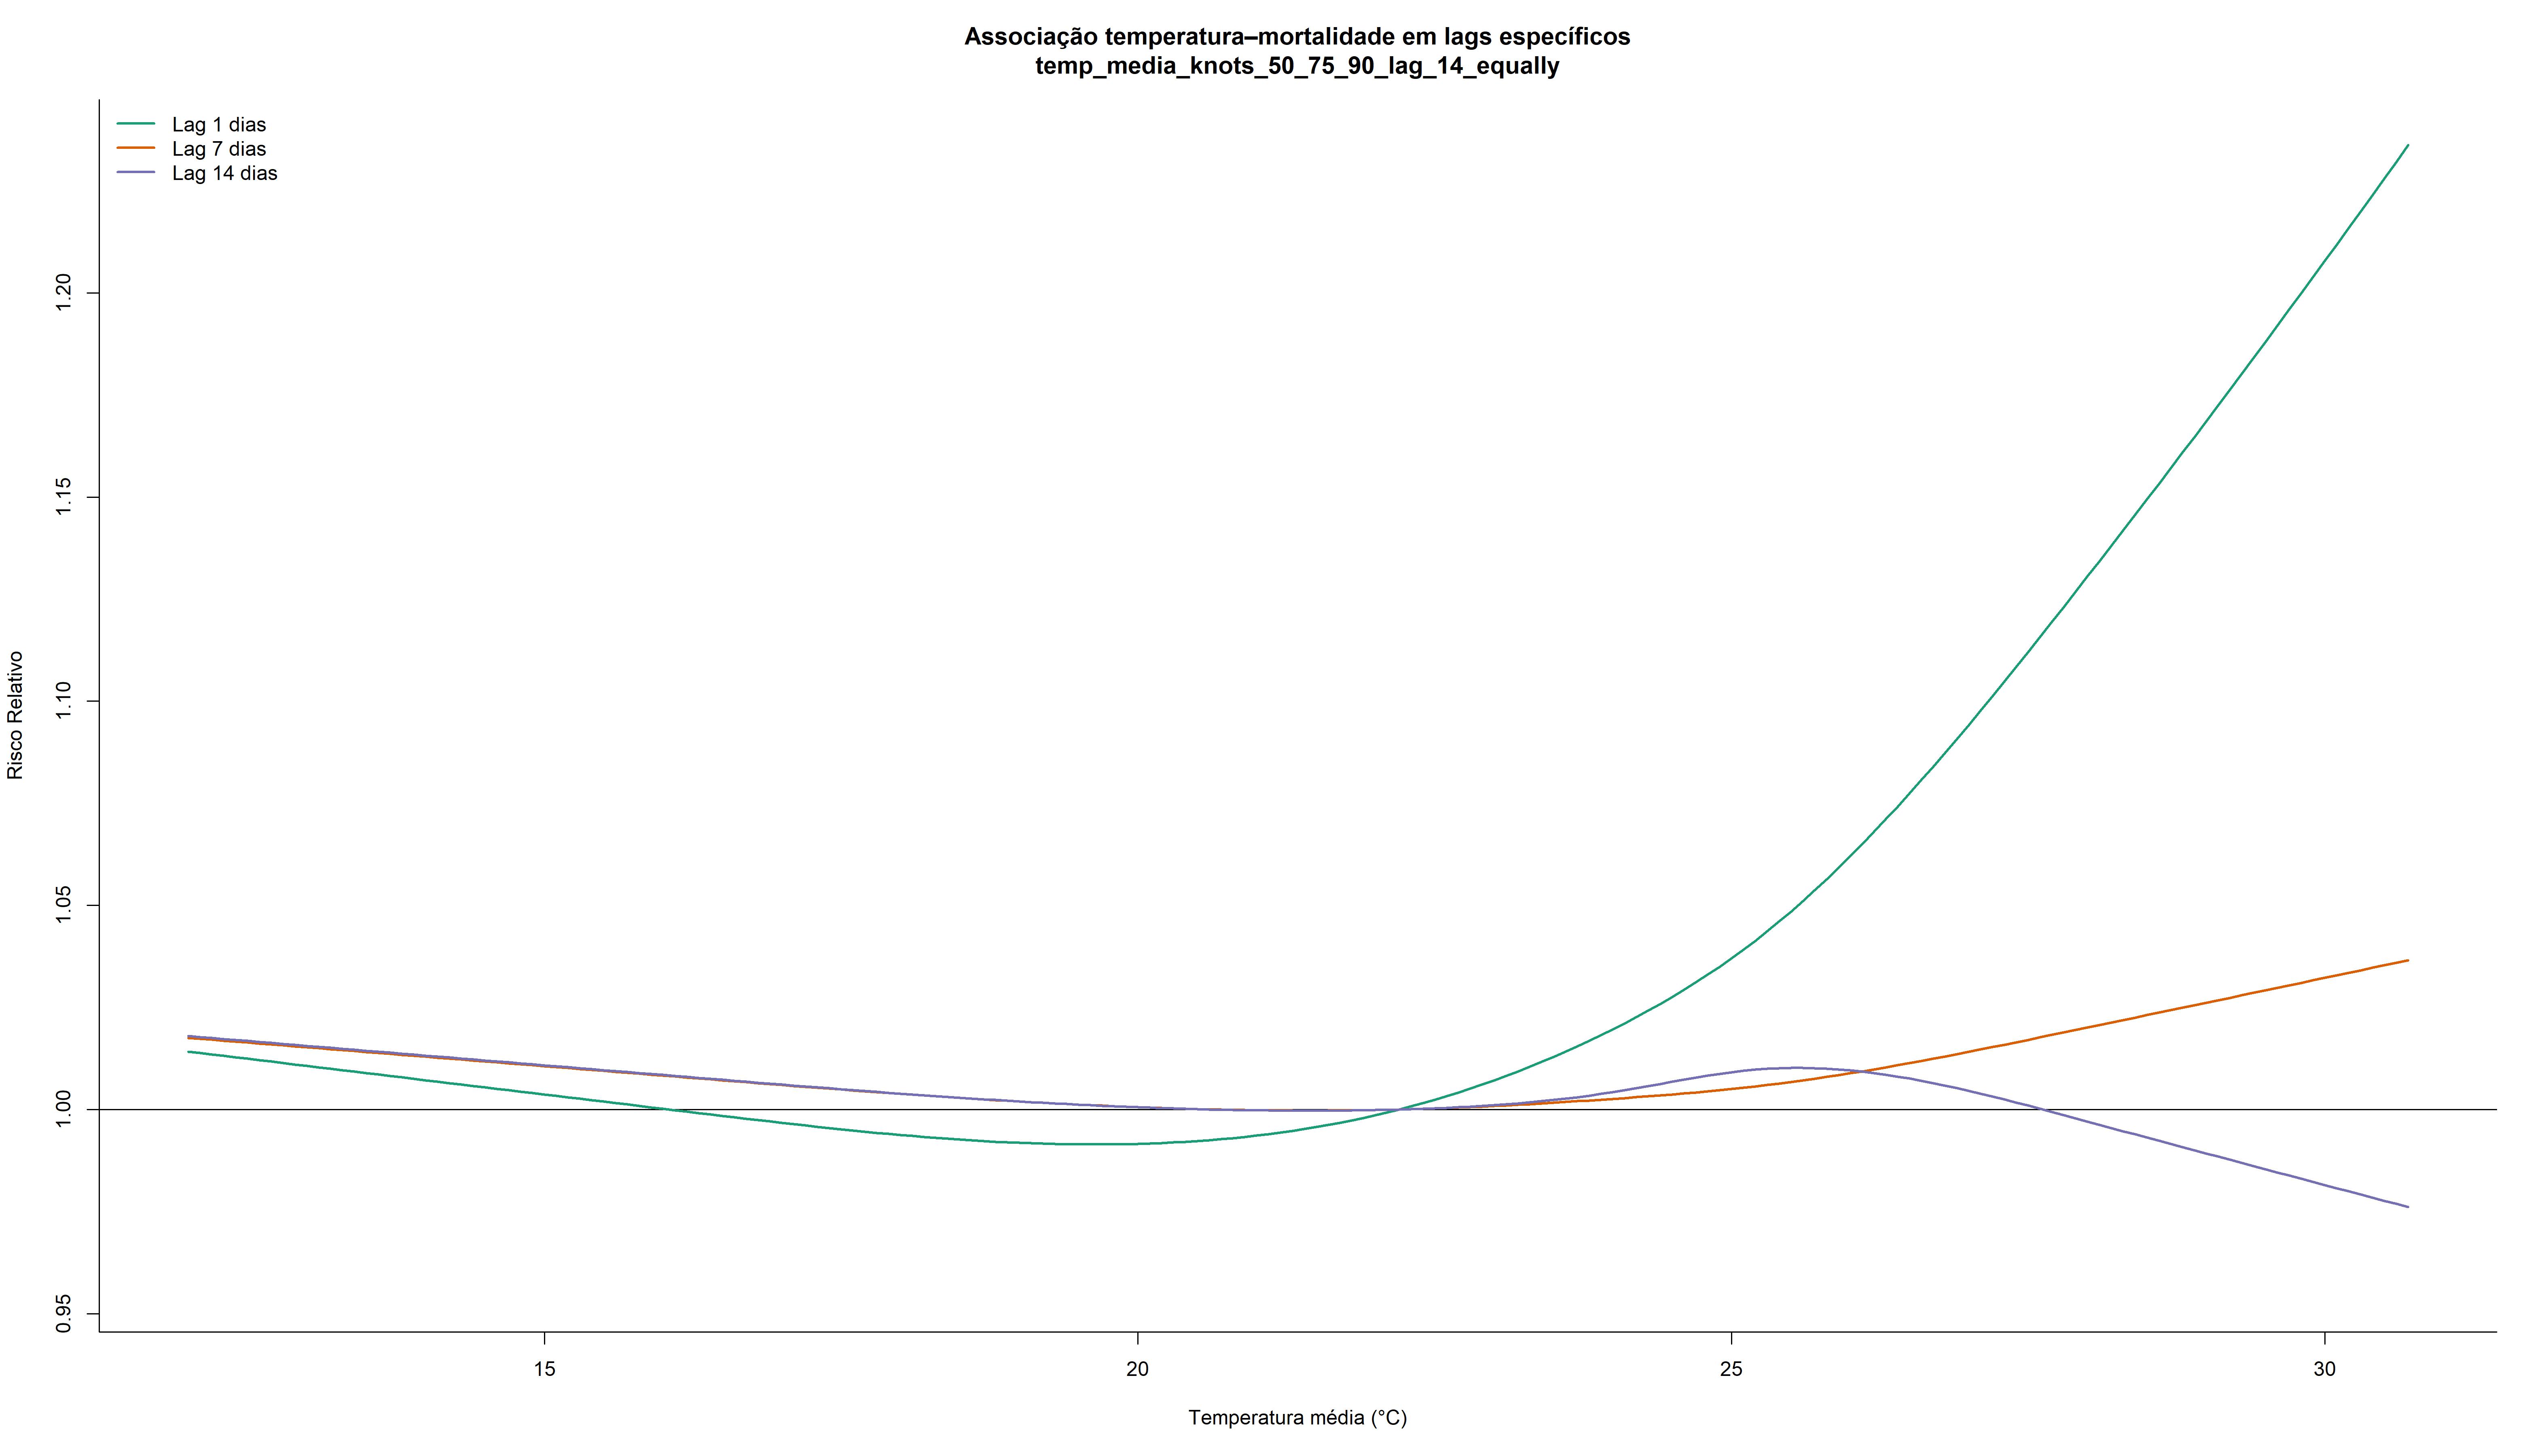 Associação temperatura–mortalidade em lags específicos
temp_media_knots_50_75_90_lag_14_equally
Lag 1 dias
Lag 7 dias
Lag 14 dias
1.20
1.15
1.10
1.05
1.00
0.95
Risco Relativo
15
20
25
30
Temperatura média (°C)